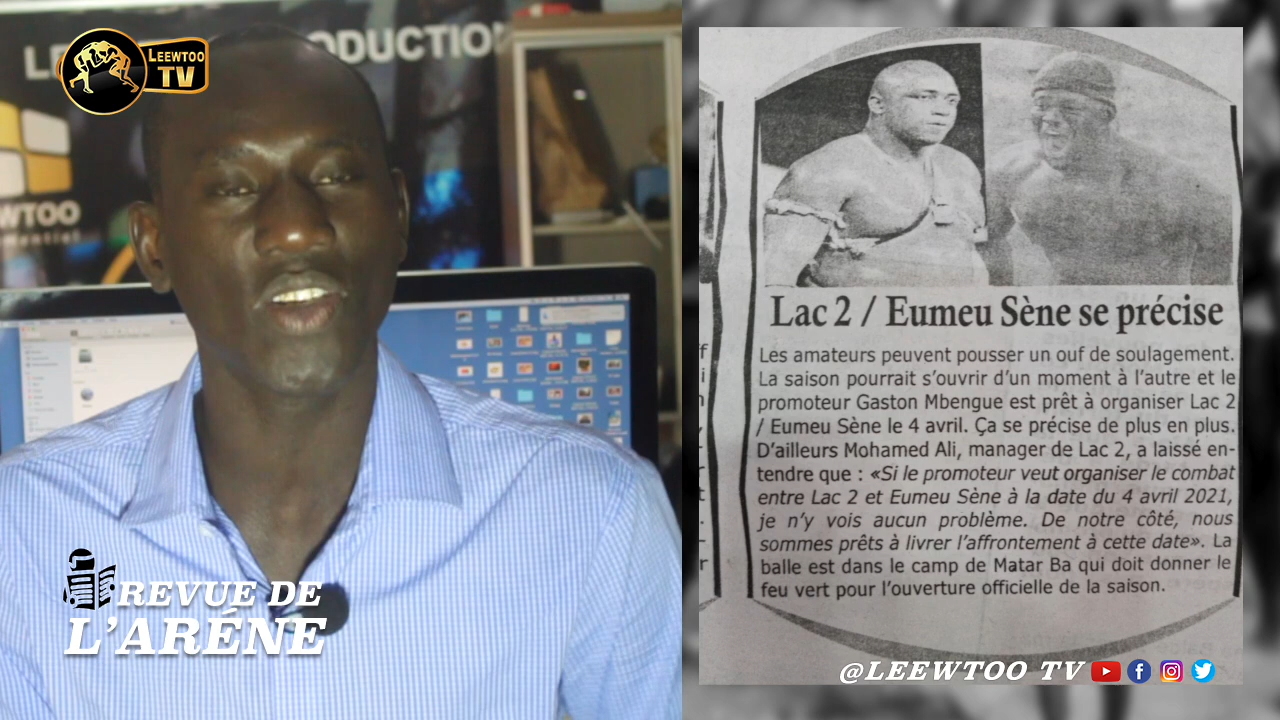 LEEWTOO
TV
REVUE DE
L'ARÉNE
Lac 2 / Eumeu Sène se précise
Les amateurs peuvent pousser un ouf de soulagement.
La saison pourrait s'ouvrir d'un moment à l'autre et le
promoteur Gaston Mbengue est prêt à organiser Lac 2
/ Eumeu Sène le 4 avril. Ça se précise de plus en plus.
D'ailleurs Mohamed Ali, manager de Lac 2, a laissé en-
tendre que : «Si le promoteur veut organiser le combat
entre Lac 2 et Eumeu Sène à la date du 4 avril 2021,
je n'y vois aucun problème. De notre côté, nous
sommes prêts à livrer l'affrontement à cette date». La
balle est dans le camp de Matar Ba qui doit donner le
feu vert pour l'ouverture officielle de la saison.
@LEEWTOO TV